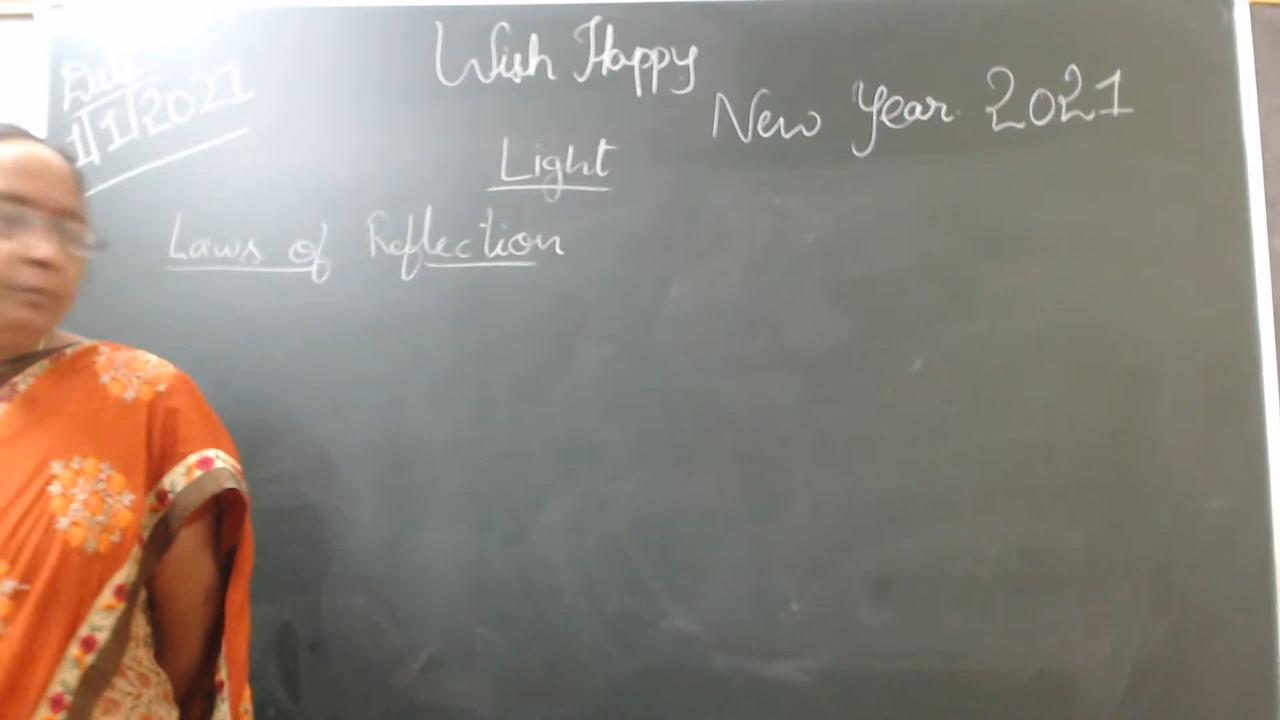 Wish Happy
New Year 2021
Date
1/1/2021
Light
Laws of Reflection